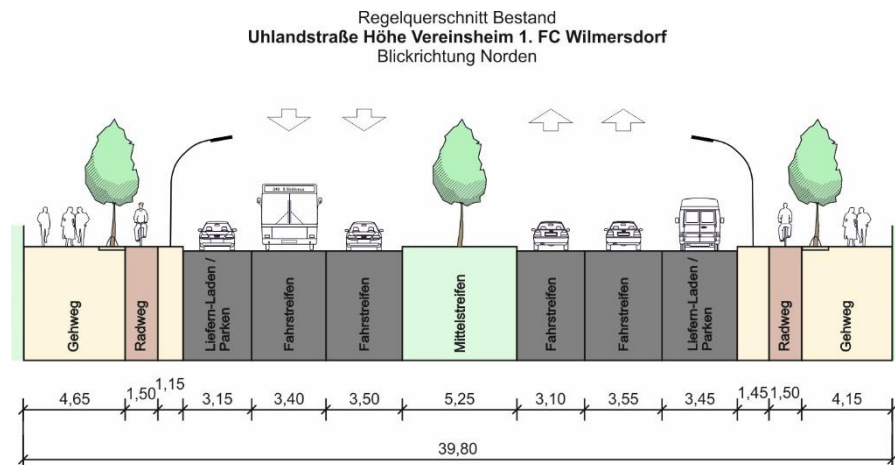 Regelquerschnitt Bestand
Uhlandstraße Höhe Vereinsheim 1. FC Wilmersdorf
Blickrichtung Norden
Gehweg
Radweg
Liefern-Laden /
Parken
Fahrstreifen
Fahrstreifen
Mittelstreifen
Fahrstreifen
Fahrstreifen
Liefern-Laden /
Parken
Radweg
Gehweg
4,65 1,50 1,15 3,15 3,40 3,50 5,25 3,10 3,55 3,45 1,45 1,50 4,15
39,80